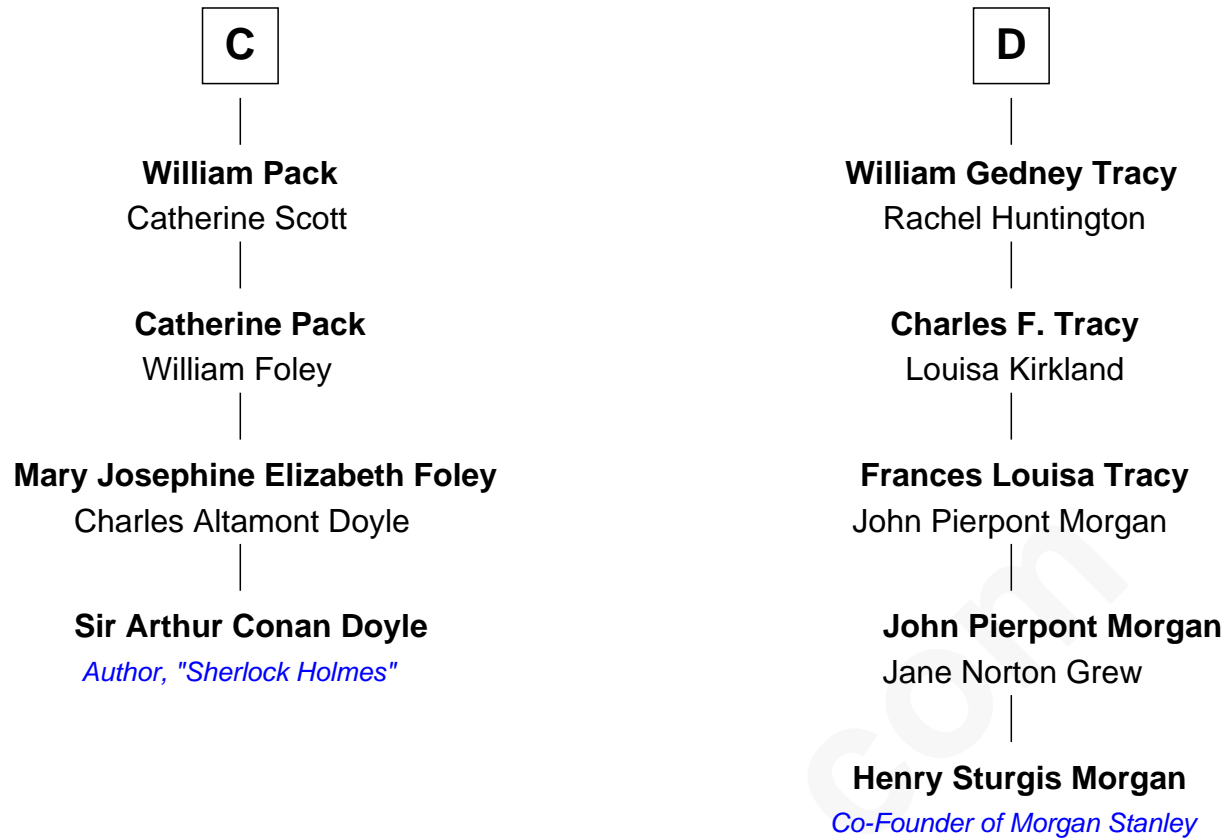 C
William Pack
Catherine Scott
Catherine Pack
William Foley
Mary Josephine Elizabeth Foley
Charles Altamont Doyle
Sir Arthur Conan Doyle
Author, "Sherlock Holmes"
D
William Gedney Tracy
Rachel Huntington
Charles F. Tracy
Louisa Kirkland
Frances Louisa Tracy
John Pierpont Morgan
John Pierpont Morgan
Jane Norton Grew
Henry Sturgis Morgan
Co-Founder of Morgan Stanley
com